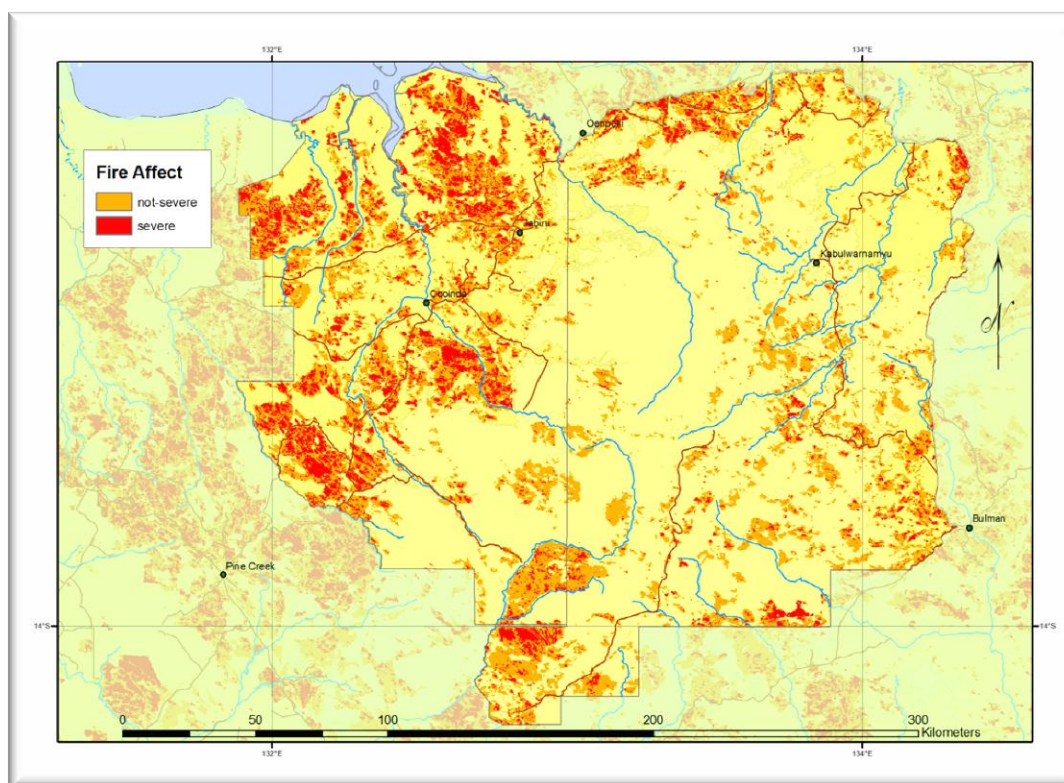 132°E
134°E
Oenpelli
Fire Affect
not-severe
severe
Jabiru
Kabulwarnamyu
Cooinda
Bulman
Pine Creek
14°S
14°S
0
50
100
200
300
Kilometers
132°E
134°E